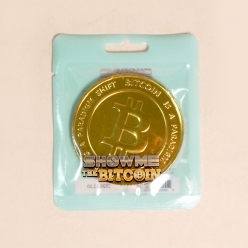 A PARADIGM SHIFT BITCOIN IS A PARADIGM
B
SHOW ME
THE BITCOIN